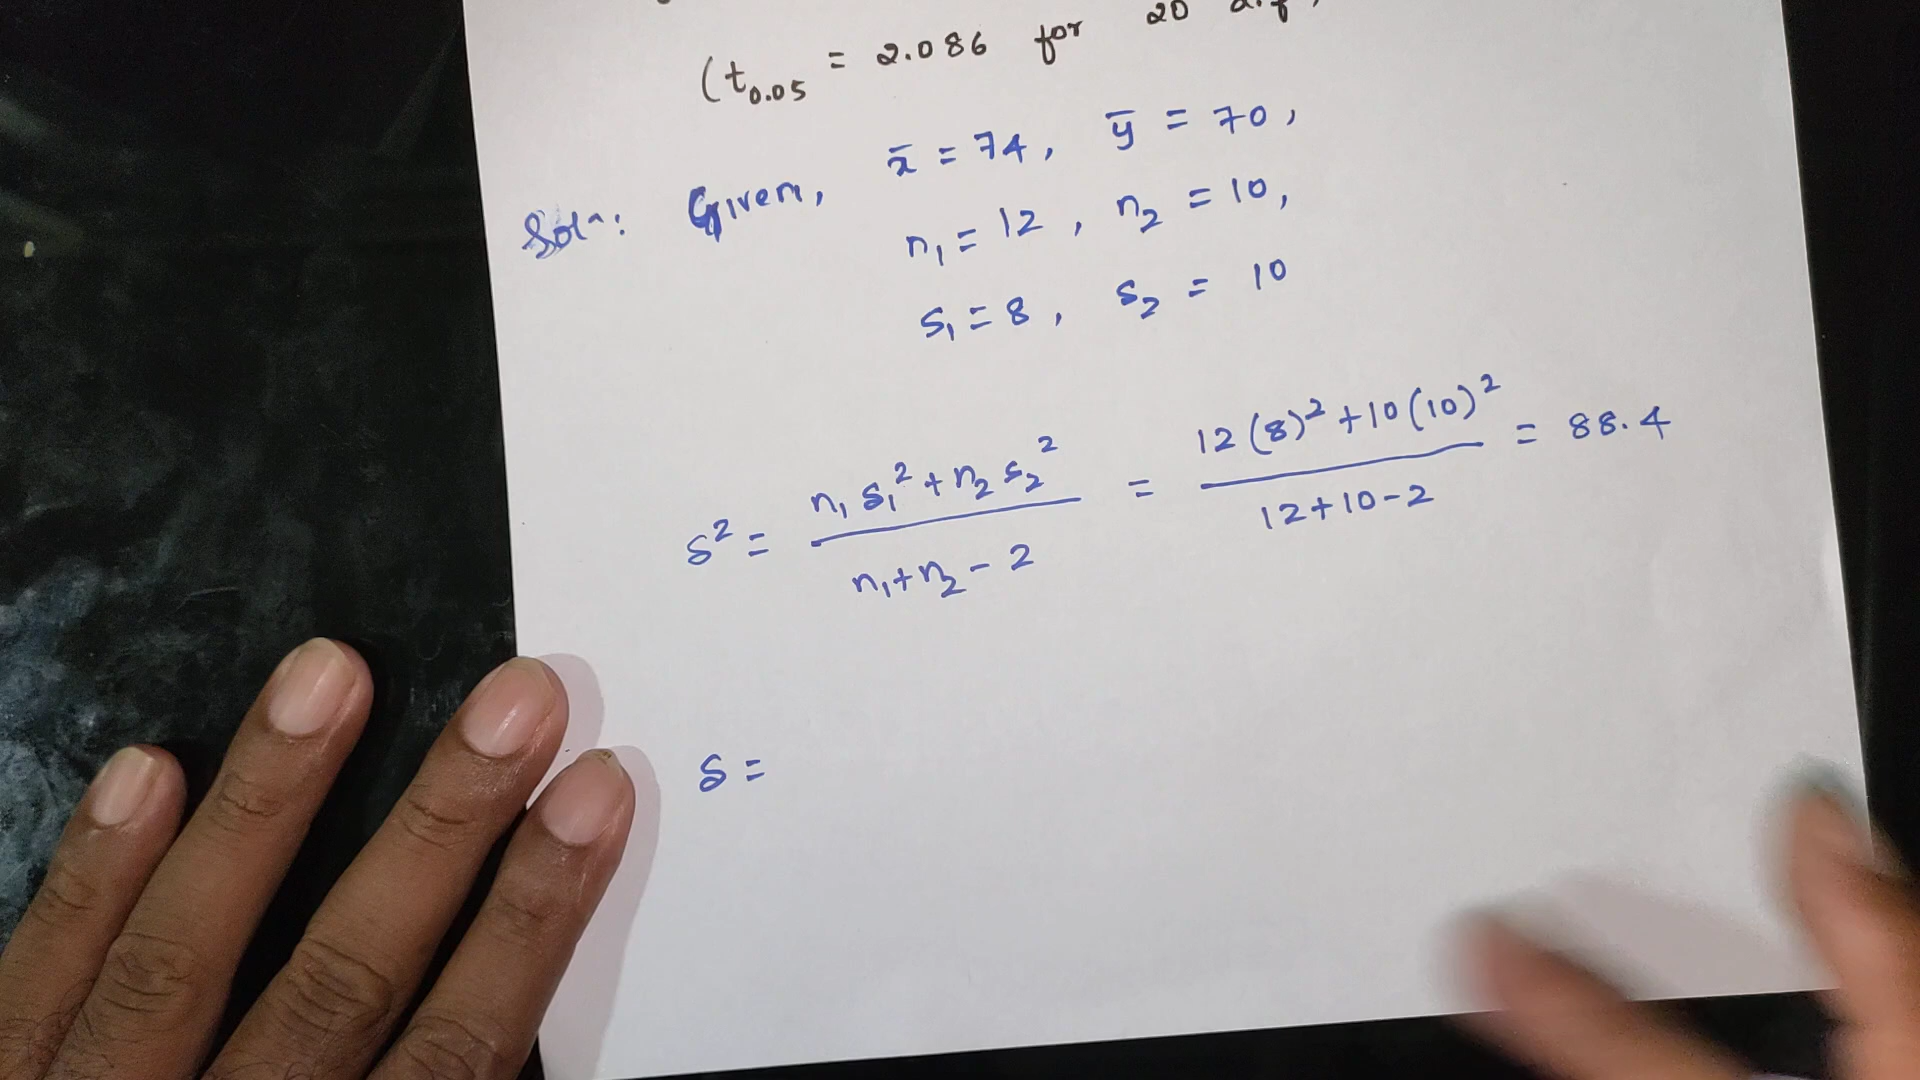 (t0.05 = 2.086 for 20 d.f,
Soln: Given, x̄ = 74, ȳ = 70,
n₁ = 12, n₂ = 10,
s₁ = 8, s₂ = 10
s² = (n₁ s₁² + n₂ s₂²) / (n₁ + n₂ - 2) = (12(8)² + 10(10)²) / (12+10-2) = 88.4
s =